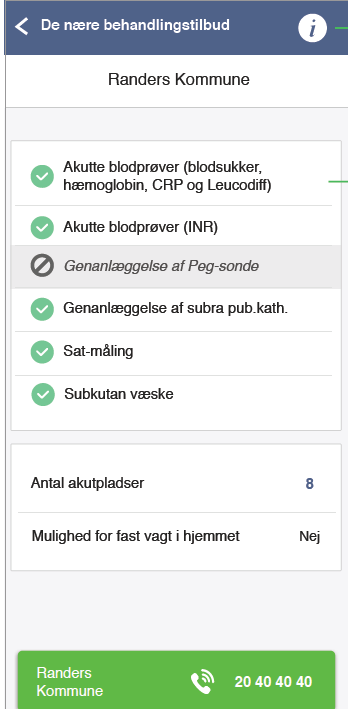 De nære behandlingstilbud
i
Randers Kommune
Akutte blodprøver (blodsukker,
hæmoglobin, CRP og Leucodiff)
Akutte blodprøver (INR)
Genanlæggelse af Peg-sonde
Genanlæggelse af subra pub.kath.
Sat-måling
Subkutan væske
Antal akutpladser 8
Mulighed for fast vagt i hjemmet Nej
Randers
Kommune
20 40 40 40